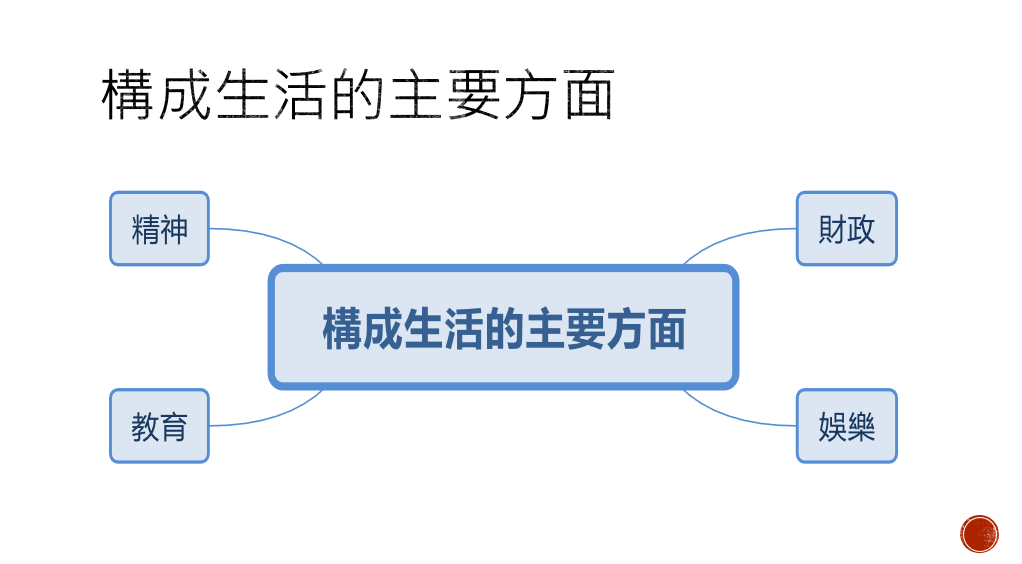 構成生活的主要方面
精神
財政
構成生活的主要方面
教育
娛樂